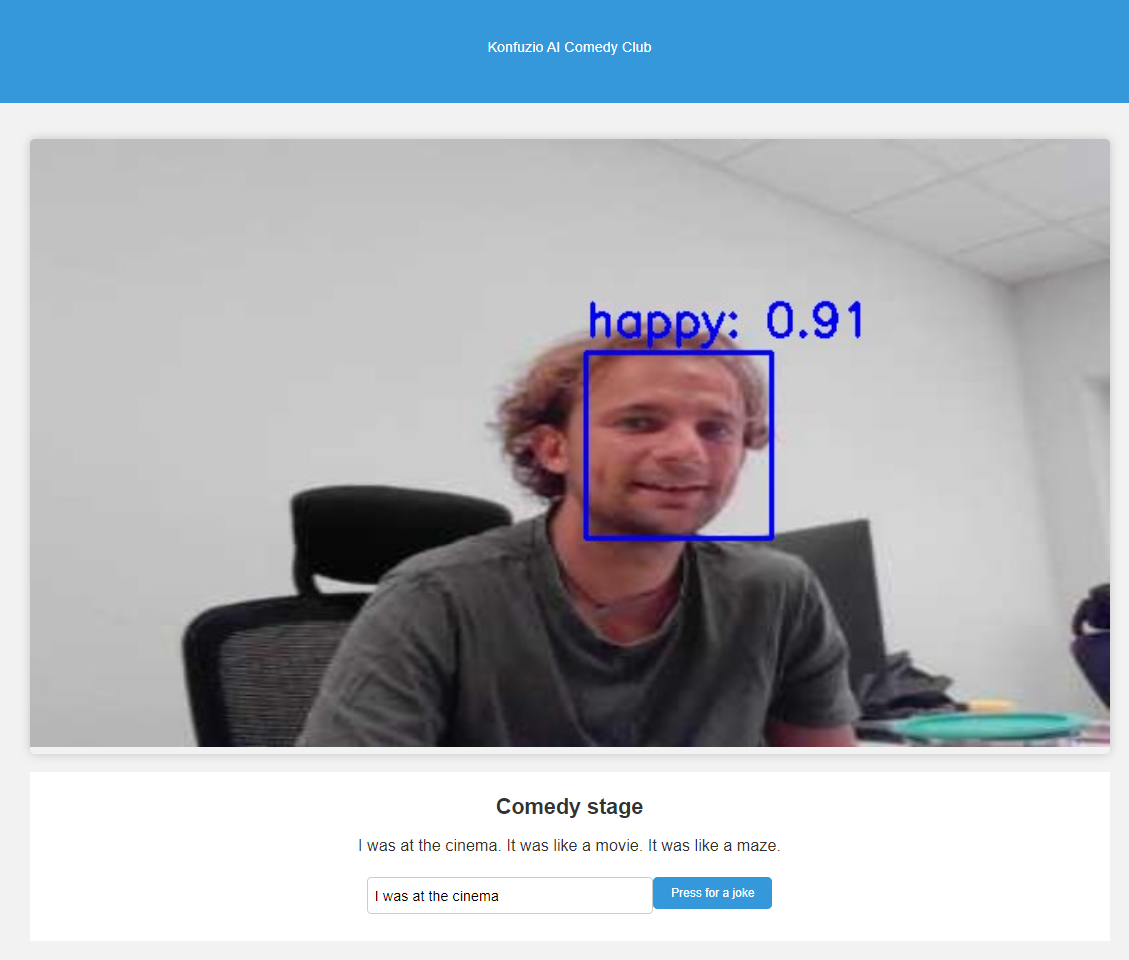 Konfuzio AI Comedy Club
happy: 0.91
Comedy stage
I was at the cinema. It was like a movie. It was like a maze.
I was at the cinema
Press for a joke